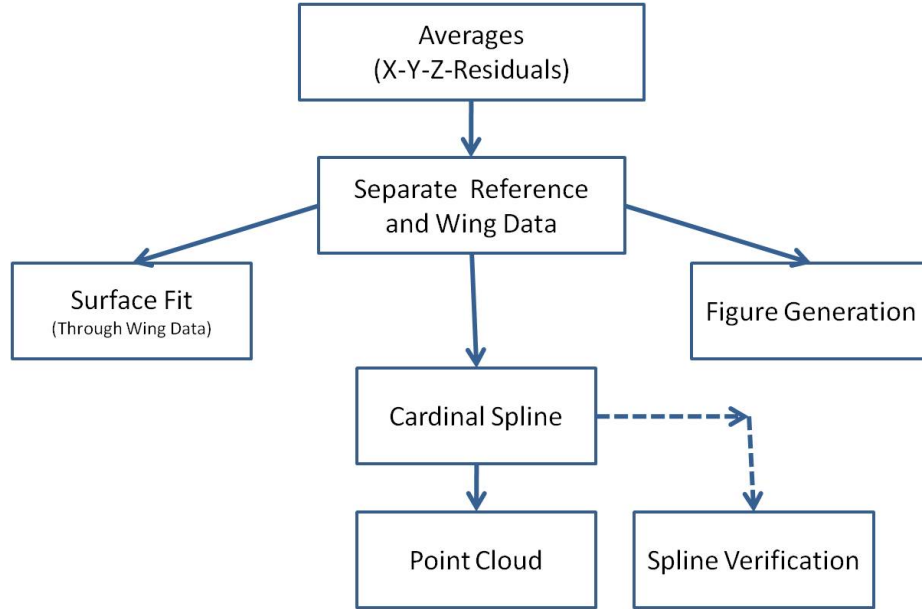 Averages
(X-Y-Z-Residuals)
Separate Reference
and Wing Data
Surface Fit
(Through Wing Data)
Figure Generation
Cardinal Spline
Point Cloud
Spline Verification